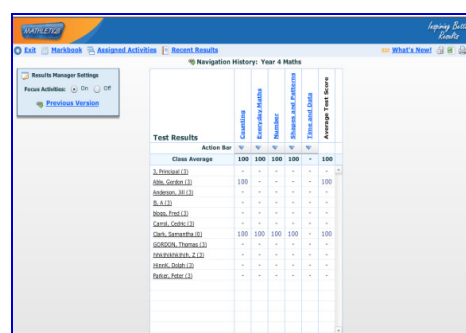 MATHLETICS
Inspiring Better
Results
Exit Markbook Assigned Activities Recent Results What's New!
Navigation History: Year 4 Maths
Results Manager Settings
Focus Activities: On Off
Previous Version
Test Results Counting Everyday Maths Number Shapes and Patterns Time and Data Average Test Score
Action Bar
Class Average 100 100 100 100 - 100
3, Principal (3) - - - - - -
Able, Gordon (3) 100 - - - - 100
Anderson, Jill (3) - - - - - -
B, A (3) - - - - - -
bloggs, Fred (3) - - - - - -
Carrol, Cedric (3) - - - - - -
Clark, Samantha (0) 100 100 100 100 - 100
GORDON, Thomas (3) - - - - - -
Z (3) - - - - - -
HinnK, Dolph (3) - - - - - -
Parker, Peter (3) - - - - - -